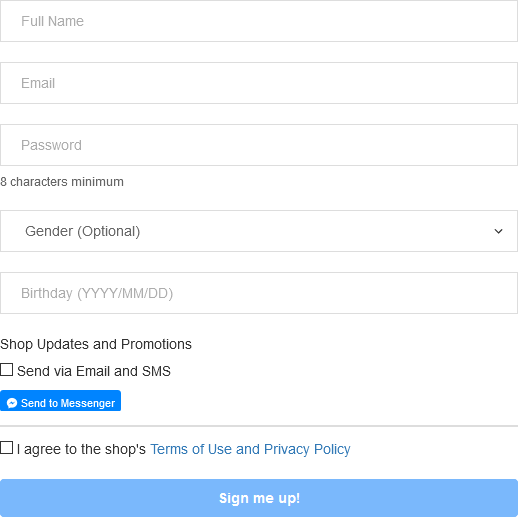 Full Name
Email
Password
8 characters minimum
Gender (Optional)
Birthday (YYYY/MM/DD)
Shop Updates and Promotions
Send via Email and SMS
Send to Messenger
I agree to the shop's Terms of Use and Privacy Policy
Sign me up!